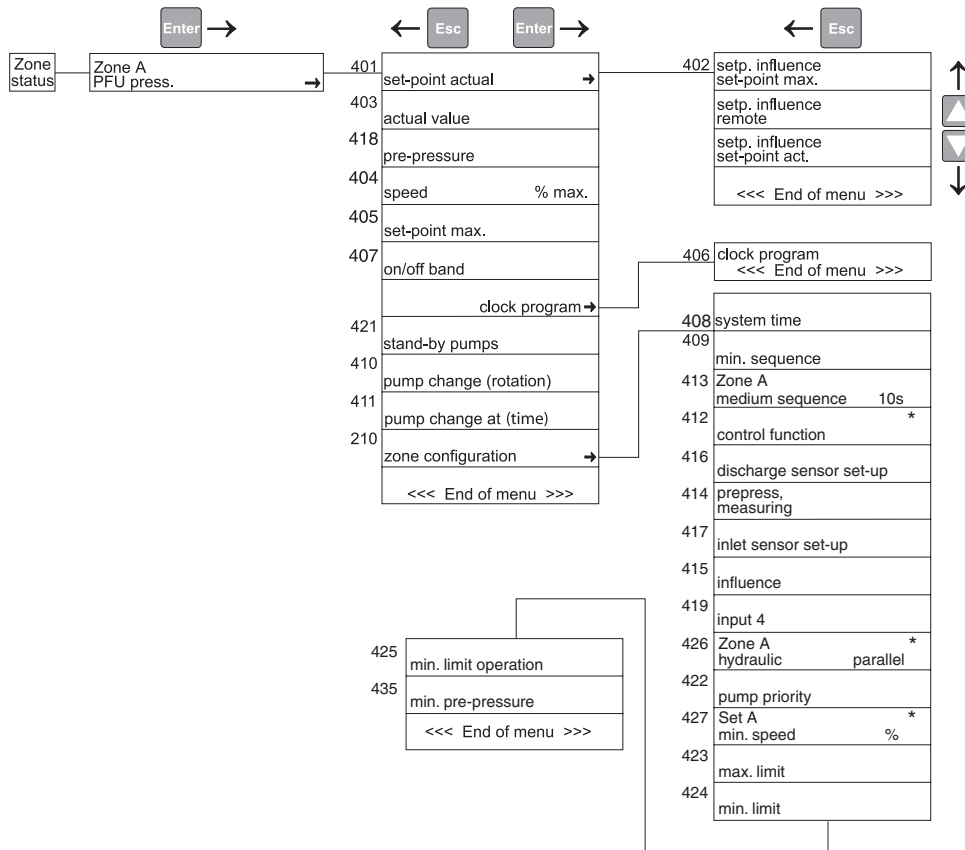 Enter →
← Esc Enter →
← Esc
Zone
status
Zone A
PFU press. →
401
set-point actual →
403
actual value
418
pre-pressure
404
speed % max.
405
set-point max.
407
on/off band
clock program →
421
stand-by pumps
410
pump change (rotation)
411
pump change at (time)
210
zone configuration →
<<< End of menu >>>
402 setp. influence
set-point max.
setp. influence
remote
setp. influence
set-point act.
<<< End of menu >>>
406 clock program
<<< End of menu >>>
408 system time
409
min. sequence
413 Zone A
medium sequence 10s
412 *
control function
416
discharge sensor set-up
414 prepress,
measuring
417
inlet sensor set-up
415
influence
419
input 4
426 Zone A *
hydraulic parallel
422
pump priority
427 Set A *
min. speed %
423
max. limit
424
min. limit
425
min. limit operation
435
min. pre-pressure
<<< End of menu >>>